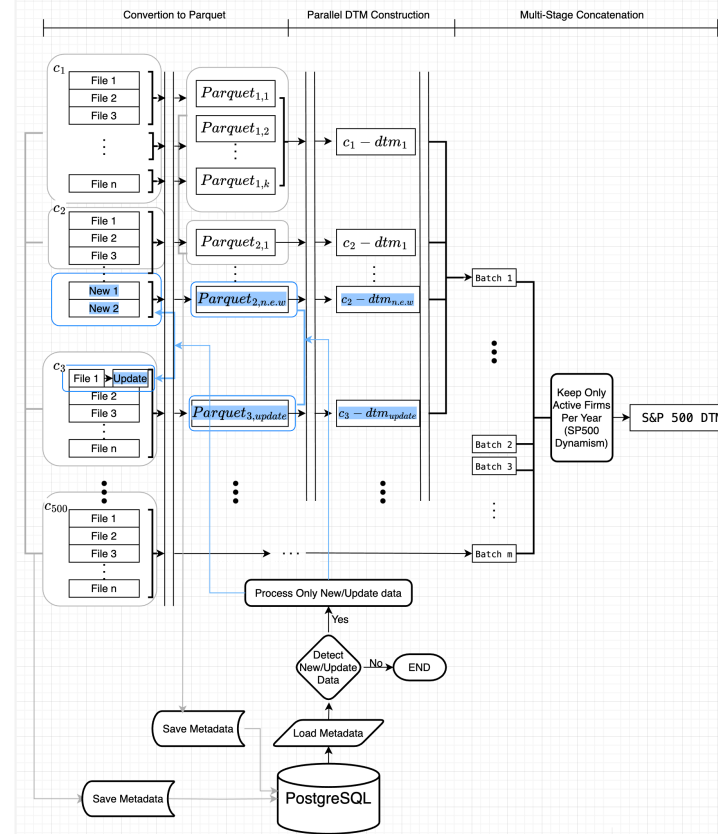 Convertion to Parquet
Parallel DTM Construction
Multi-Stage Concatenation
c₁
File 1
File 2
File 3
⋮
File n
Parquet₁,₁
Parquet₁,₂
⋮
Parquet₁,ₖ
c₁ − dtm₁
c₂
File 1
File 2
File 3
⋮
New 1
New 2
Parquet₂,₁
⋮
Parquet₂,n.e.w
c₂ − dtm₁
⋮
c₂ − dtmn.e.w
Batch 1
c₃
File 1
Update
File 2
File 3
⋮
File n
Parquet₃,update
c₃ − dtmupdate
Batch 2
Batch 3
⋮
Batch m
Keep Only
Active Firms
Per Year
(SP500
Dynamism)
S&P 500 DTM
c₅₀₀
File 1
File 2
File 3
⋮
File n
...
Process Only New/Update data
Yes
Detect
New/Update
Data
No
END
Save Metadata
Load Metadata
Save Metadata
PostgreSQL